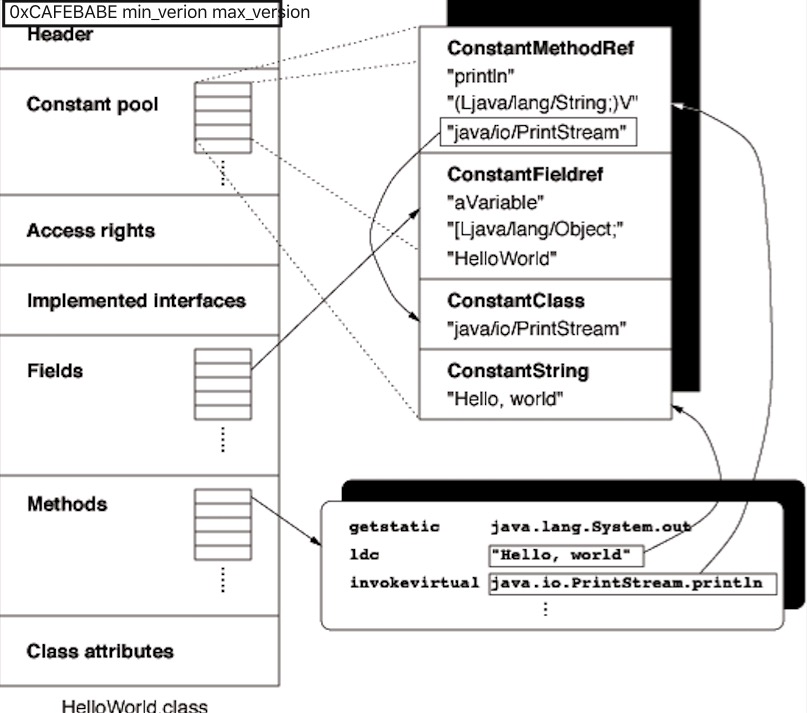 0xCAFEBABE min_verion max_version
Header
Constant pool
Access rights
Implemented interfaces
Fields
Methods
Class attributes
HelloWorld.class
ConstantMethodRef
"println"
"(Ljava/lang/String;)V"
"java/io/PrintStream"
ConstantFieldref
"aVariable"
"[Ljava/lang/Object;"
"HelloWorld"
ConstantClass
"java/io/PrintStream"
ConstantString
"Hello, world"
getstatic java.lang.System.out
ldc "Hello, world"
invokevirtual java.io.PrintStream.println